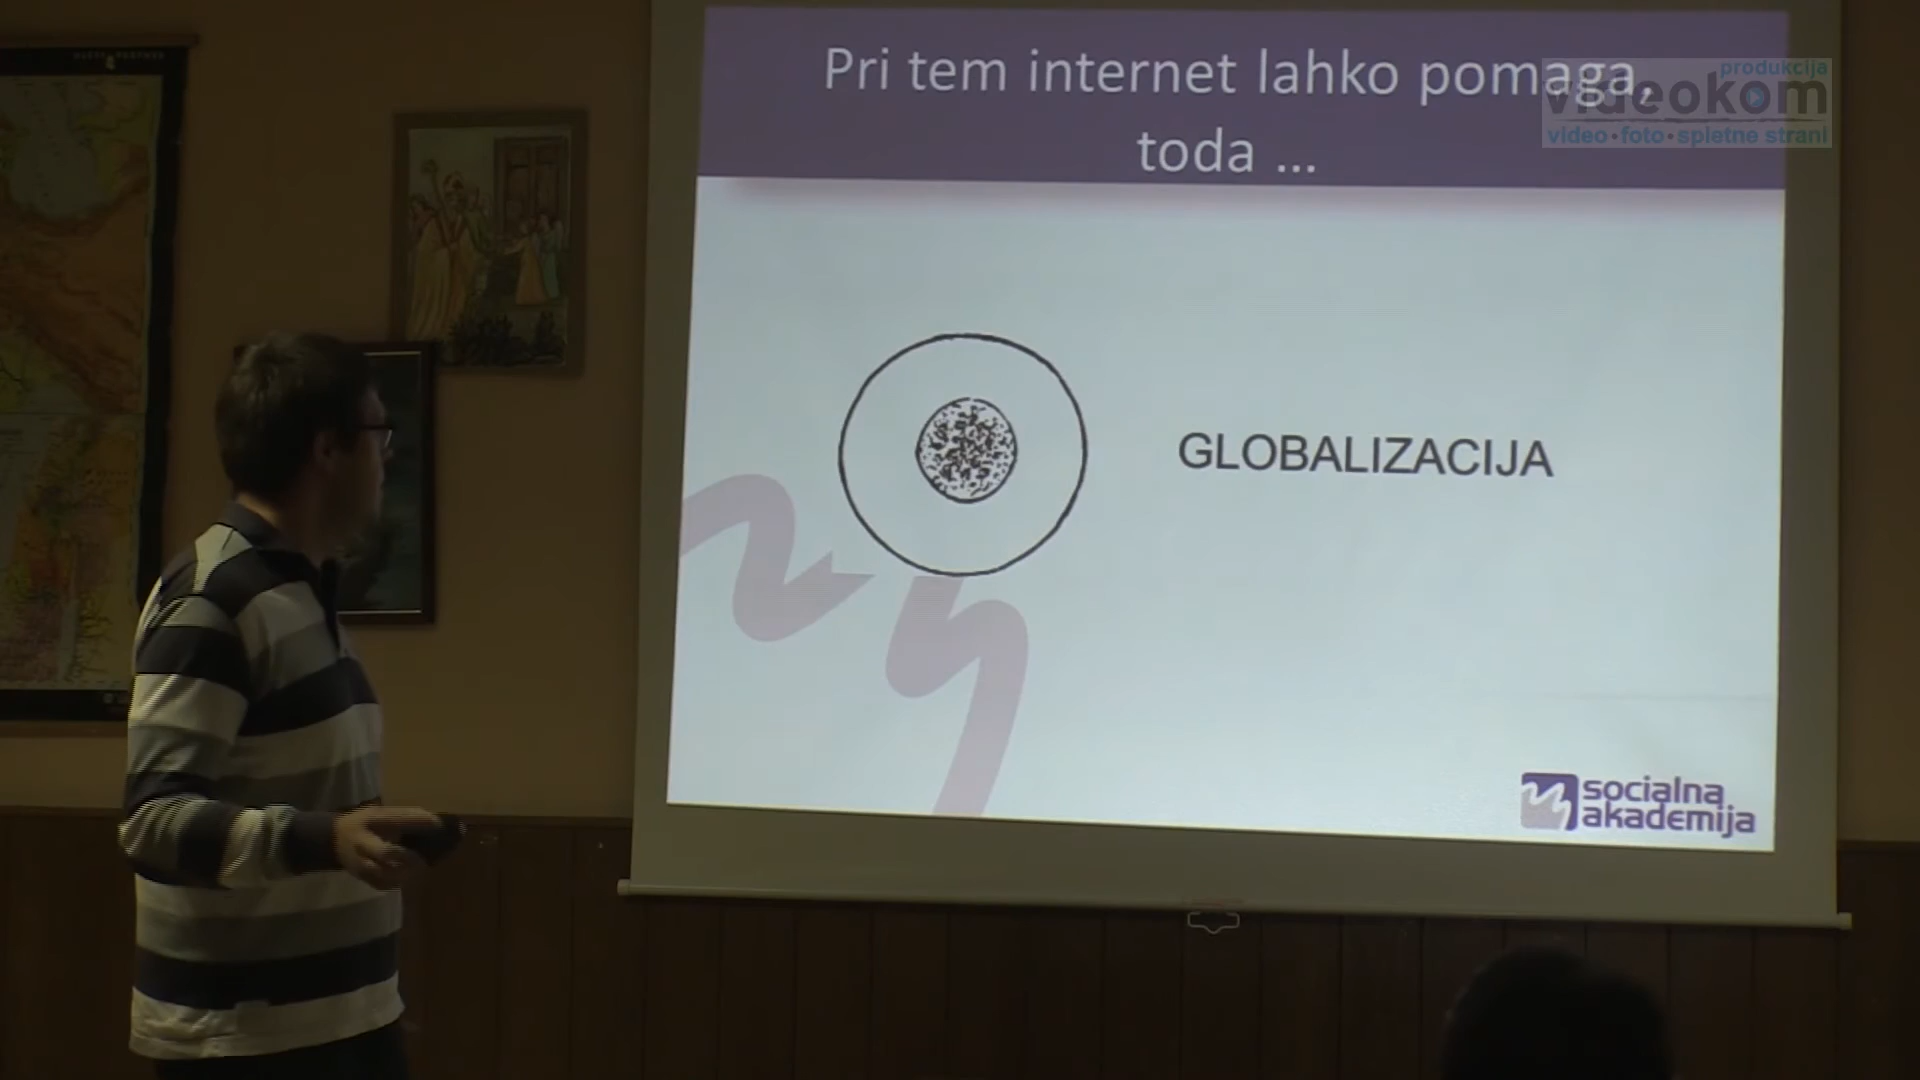 Pri tem internet lahko pomaga,
toda ...
produkcija
videokom
video • foto • spletne strani
GLOBALIZACIJA
socialna
akademija